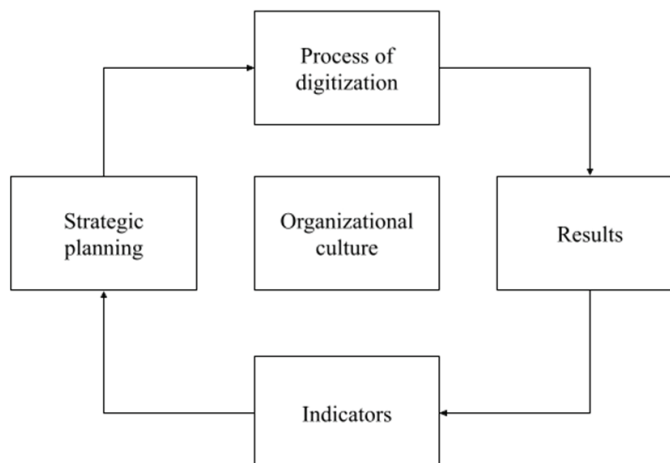 Process of
digitization
Strategic
planning
Organizational
culture
Results
Indicators